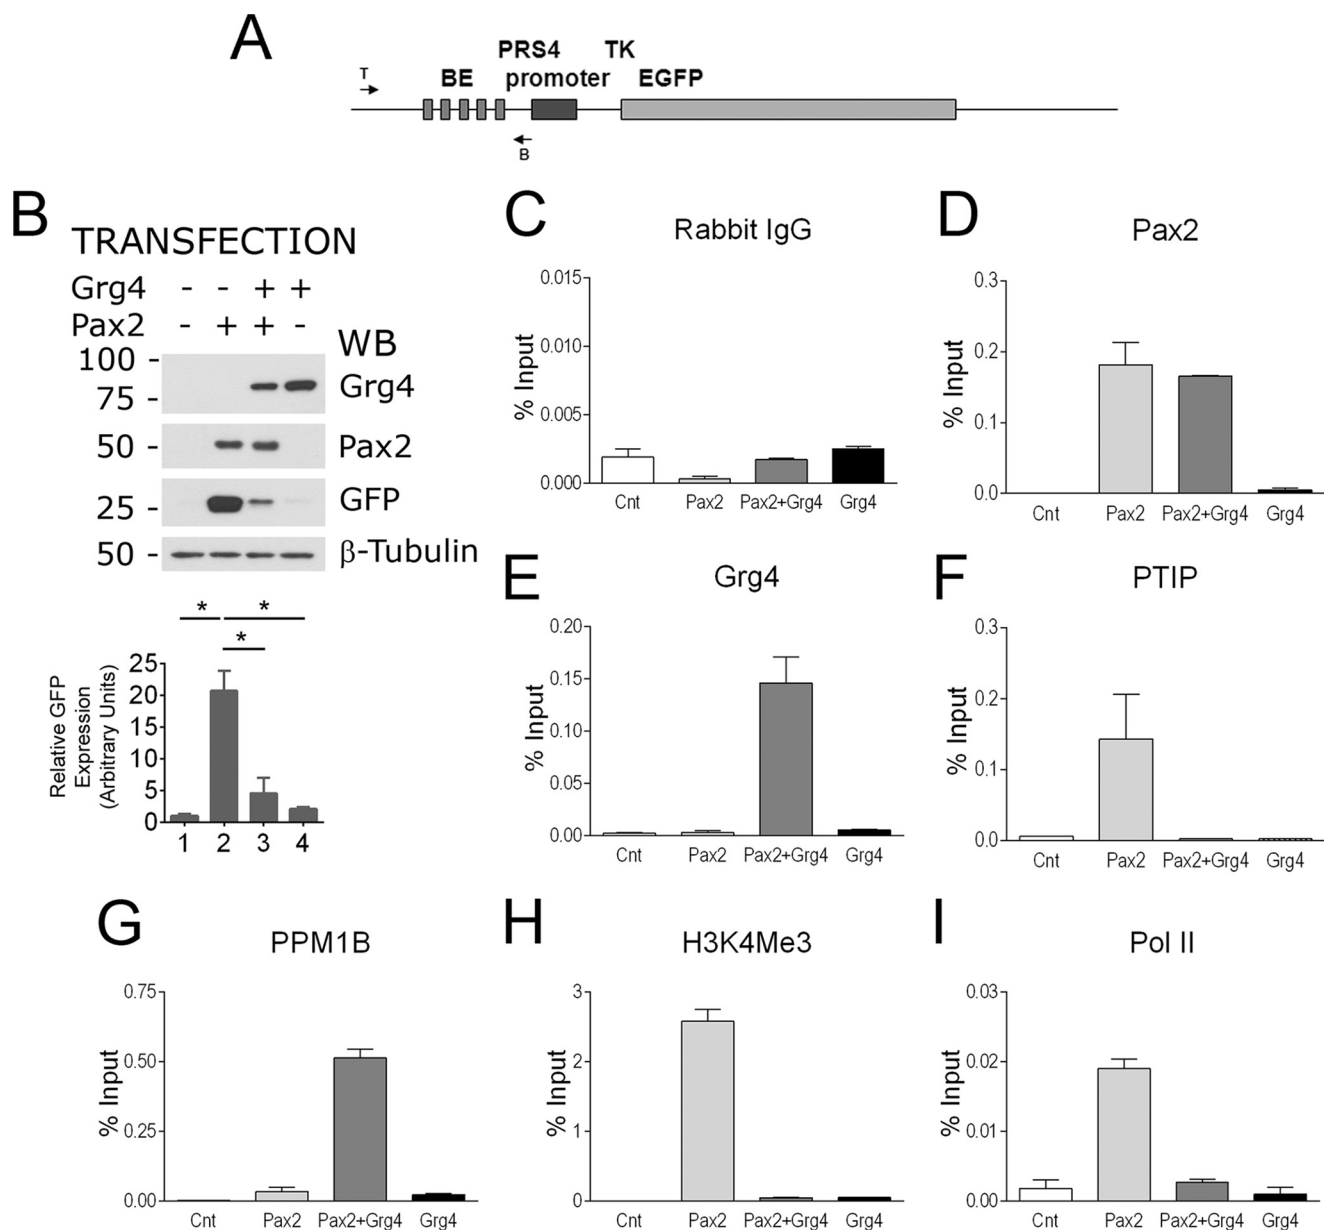 A
PRS4 TK
BE promoter EGFP
T
B
B
TRANSFECTION
Grg4 - - + +
Pax2 - + + -
WB
100 -
75 - Grg4
50 - Pax2
25 - GFP
50 - β-Tubulin
* *
*
Relative GFP
Expression
(Arbitrary Units)
25
20
15
10
5
0
1 2 3 4
C
Rabbit IgG
% Input
0.015
0.010
0.005
0.000
Cnt Pax2 Pax2+Grg4 Grg4
D
Pax2
% Input
0.3
0.2
0.1
0.0
Cnt Pax2 Pax2+Grg4 Grg4
E
Grg4
% Input
0.20
0.15
0.10
0.05
0.00
Cnt Pax2 Pax2+Grg4 Grg4
F
PTIP
% Input
0.3
0.2
0.1
0.0
Cnt Pax2 Pax2+Grg4 Grg4
G
PPM1B
% Input
0.75
0.50
0.25
0.00
Cnt Pax2 Pax2+Grg4 Grg4
H
H3K4Me3
% Input
3
2
1
0
Cnt Pax2 Pax2+Grg4 Grg4
I
Pol II
% Input
0.03
0.02
0.01
0.00
Cnt Pax2 Pax2+Grg4 Grg4